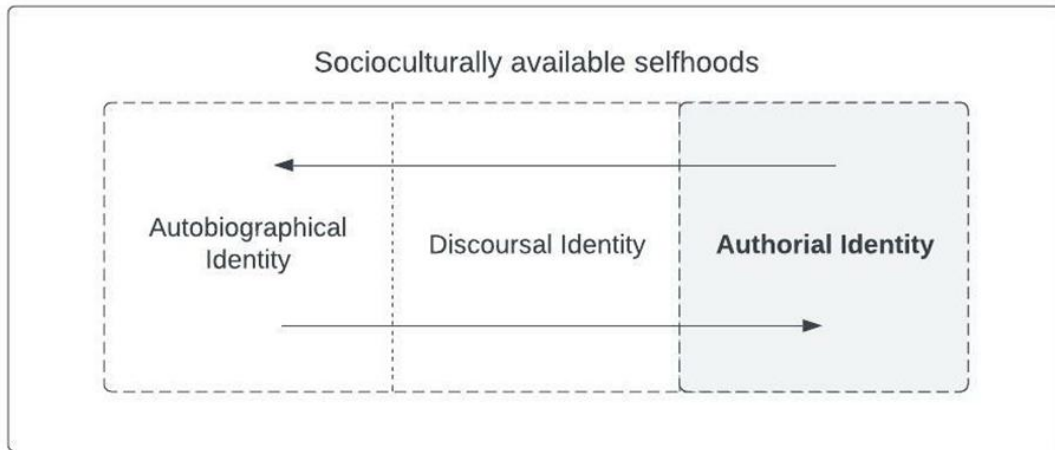 Socioculturally available selfhoods
Autobiographical
Identity
Discoursal Identity
Authorial Identity